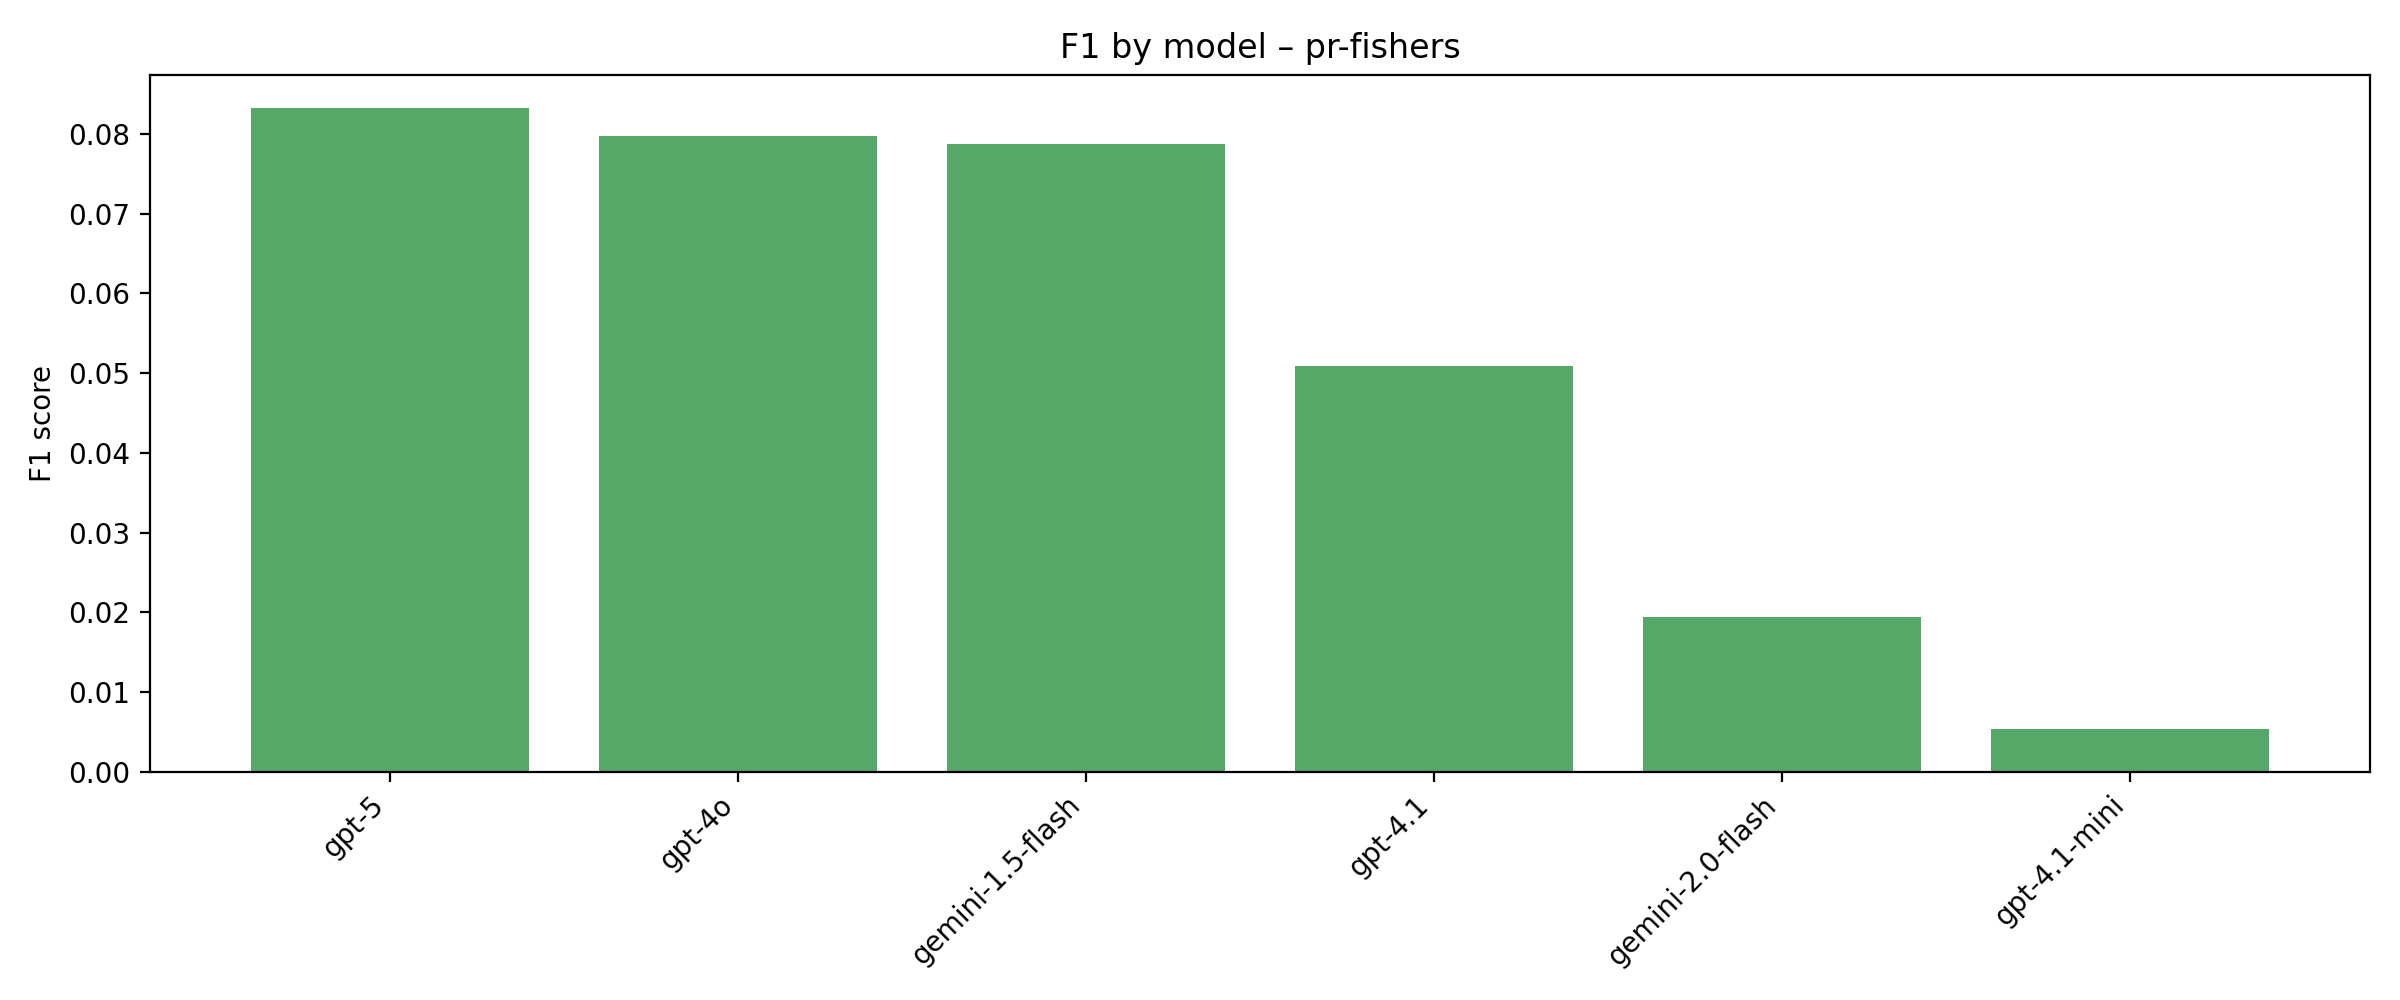 F1 by model – pr-fishers
F1 score
0.08
0.07
0.06
0.05
0.04
0.03
0.02
0.01
0.00
gpt-5
gpt-4o
gemini-1.5-flash
gpt-4.1
gemini-2.0-flash
gpt-4.1-mini